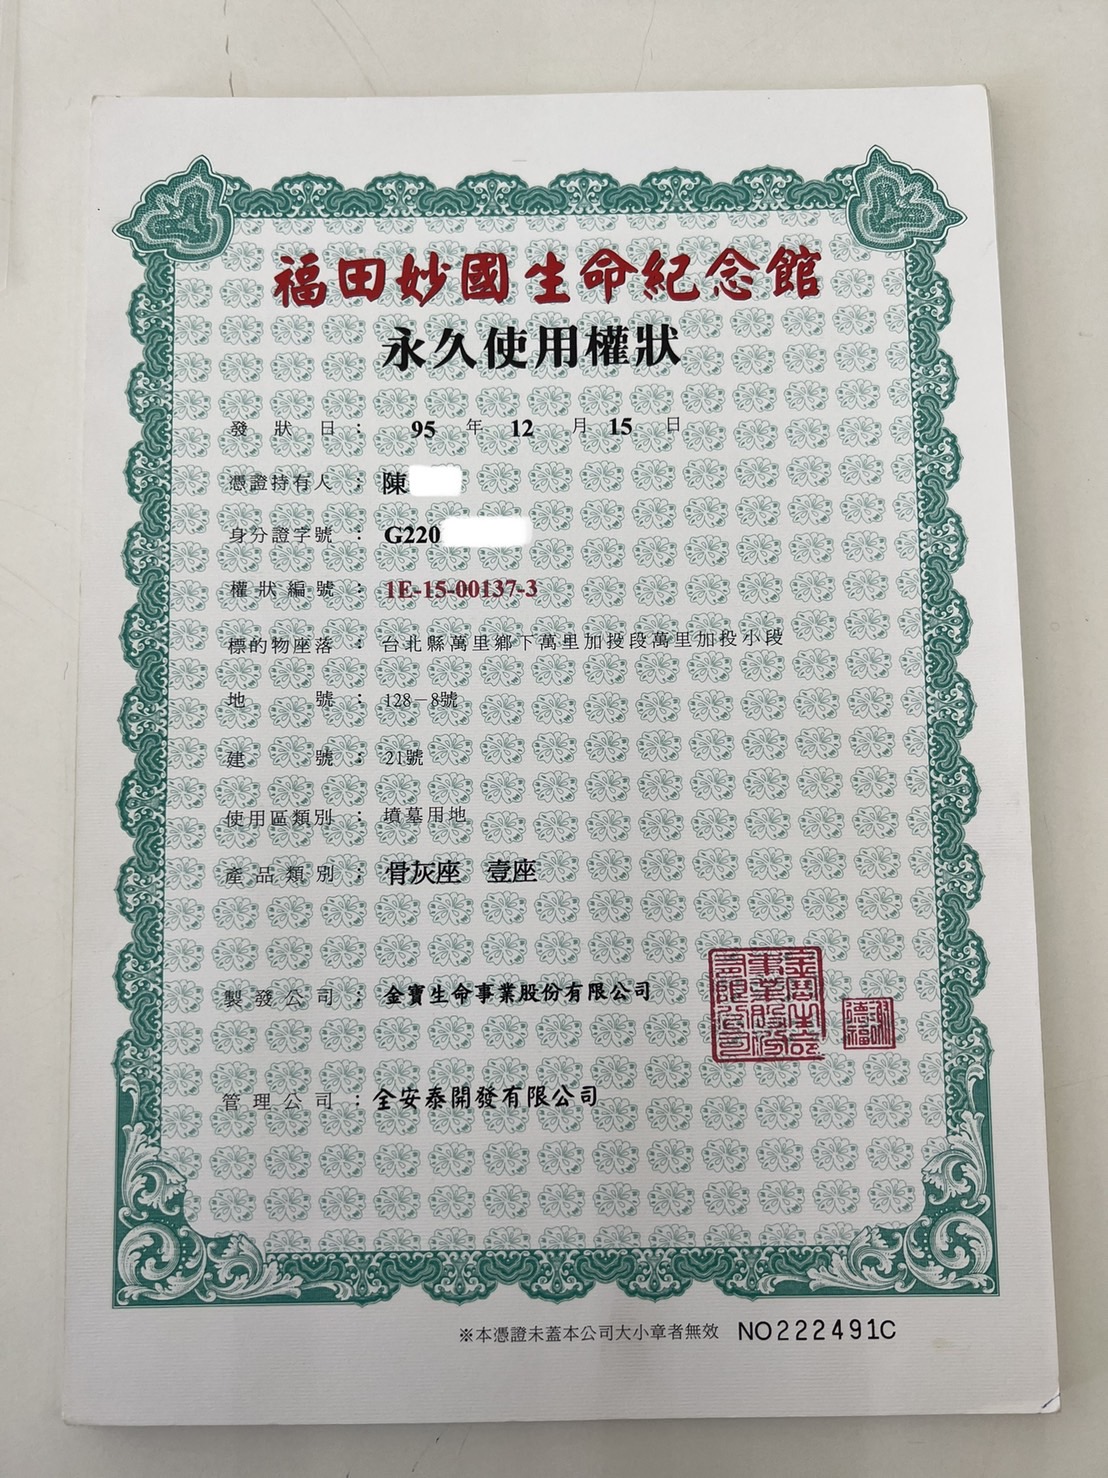 福田妙國生命紀念館
永久使用權狀
發狀日： 95 年 12 月 15 日
憑證持有人：陳
身分證字號：G220
權狀編號：1E-15-00137-3
標的物座落：台北縣萬里鄉下萬里加投段萬里加投小段
地號：128－8號
建號：21號
使用區類別：墳墓用地
產品類別：骨灰座 壹座
製發公司：金寶生命事業股份有限公司
管理公司：全安泰開發有限公司
※本憑證未蓋本公司大小章者無效 NO222491C